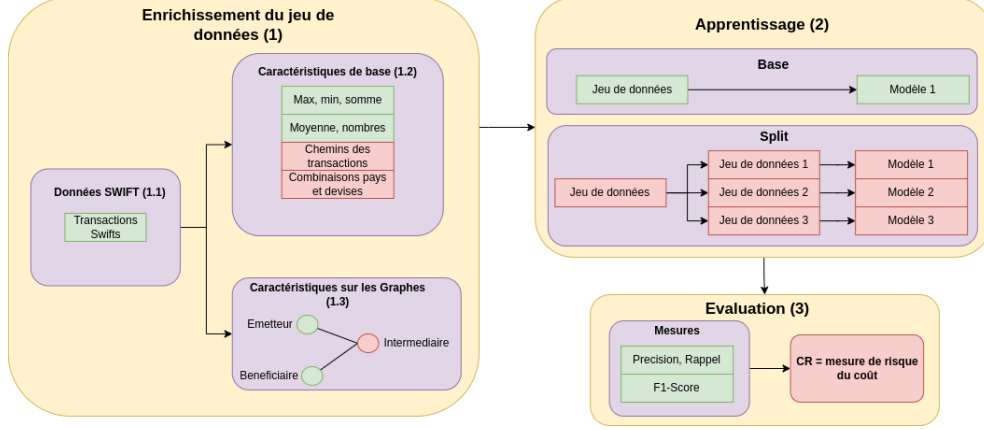 Enrichissement du jeu de
données (1)
Données SWIFT (1.1)
Transactions
Swifts
Caractéristiques de base (1.2)
Max, min, somme
Moyenne, nombres
Chemins des
transactions
Combinaisons pays
et devises
Caractéristiques sur les Graphes
(1.3)
Emetteur
Intermediaire
Beneficiaire
Apprentissage (2)
Base
Jeu de données
Modèle 1
Split
Jeu de données
Jeu de données 1
Modèle 1
Jeu de données 2
Modèle 2
Jeu de données 3
Modèle 3
Evaluation (3)
Mesures
Precision, Rappel
F1-Score
CR = mesure de risque
du coût